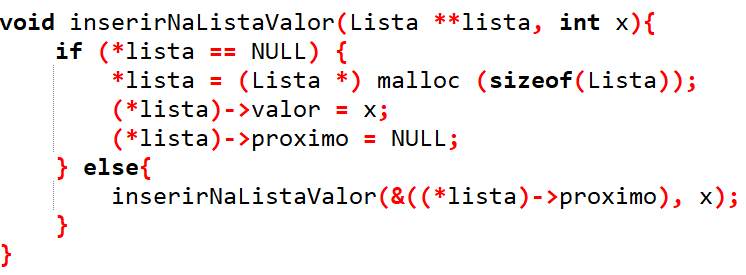 void inserirNaListaValor(Lista **lista, int x){
    if (*lista == NULL) {
        *lista = (Lista *) malloc (sizeof(Lista));
        (*lista)->valor = x;
        (*lista)->proximo = NULL;
    } else{
        inserirNaListaValor(&((*lista)->proximo), x);
    }
}